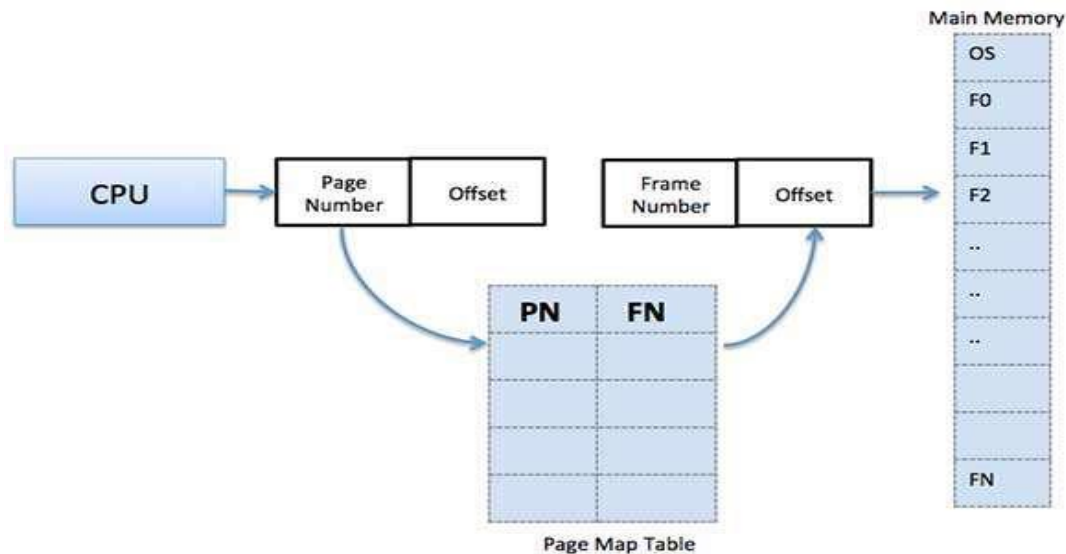 Main Memory
OS
F0
F1
F2
..
..
..
FN
CPU
Page
Number
Offset
Frame
Number
Offset
PN FN
Page Map Table